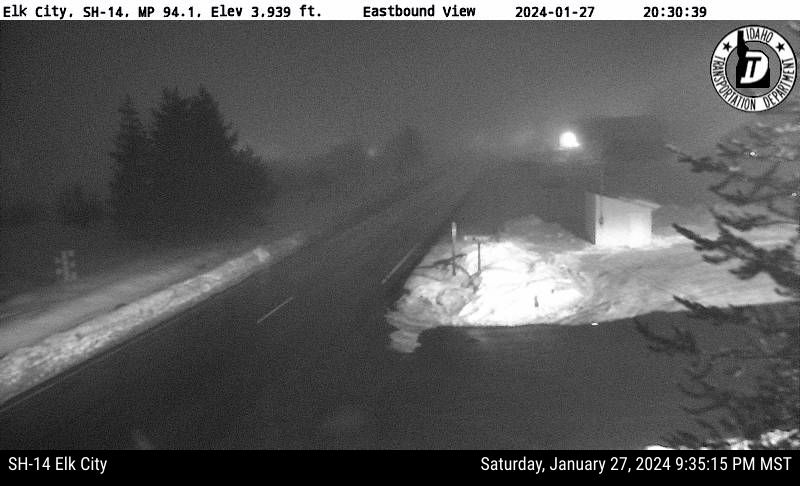 Elk City, SH-14, MP 94.1, Elev 3,939 ft. Eastbound View 2024-01-27 20:30:39
IDAHO
TRANSPORTATION DEPARTMENT
SH-14 Elk City Saturday, January 27, 2024 9:35:15 PM MST